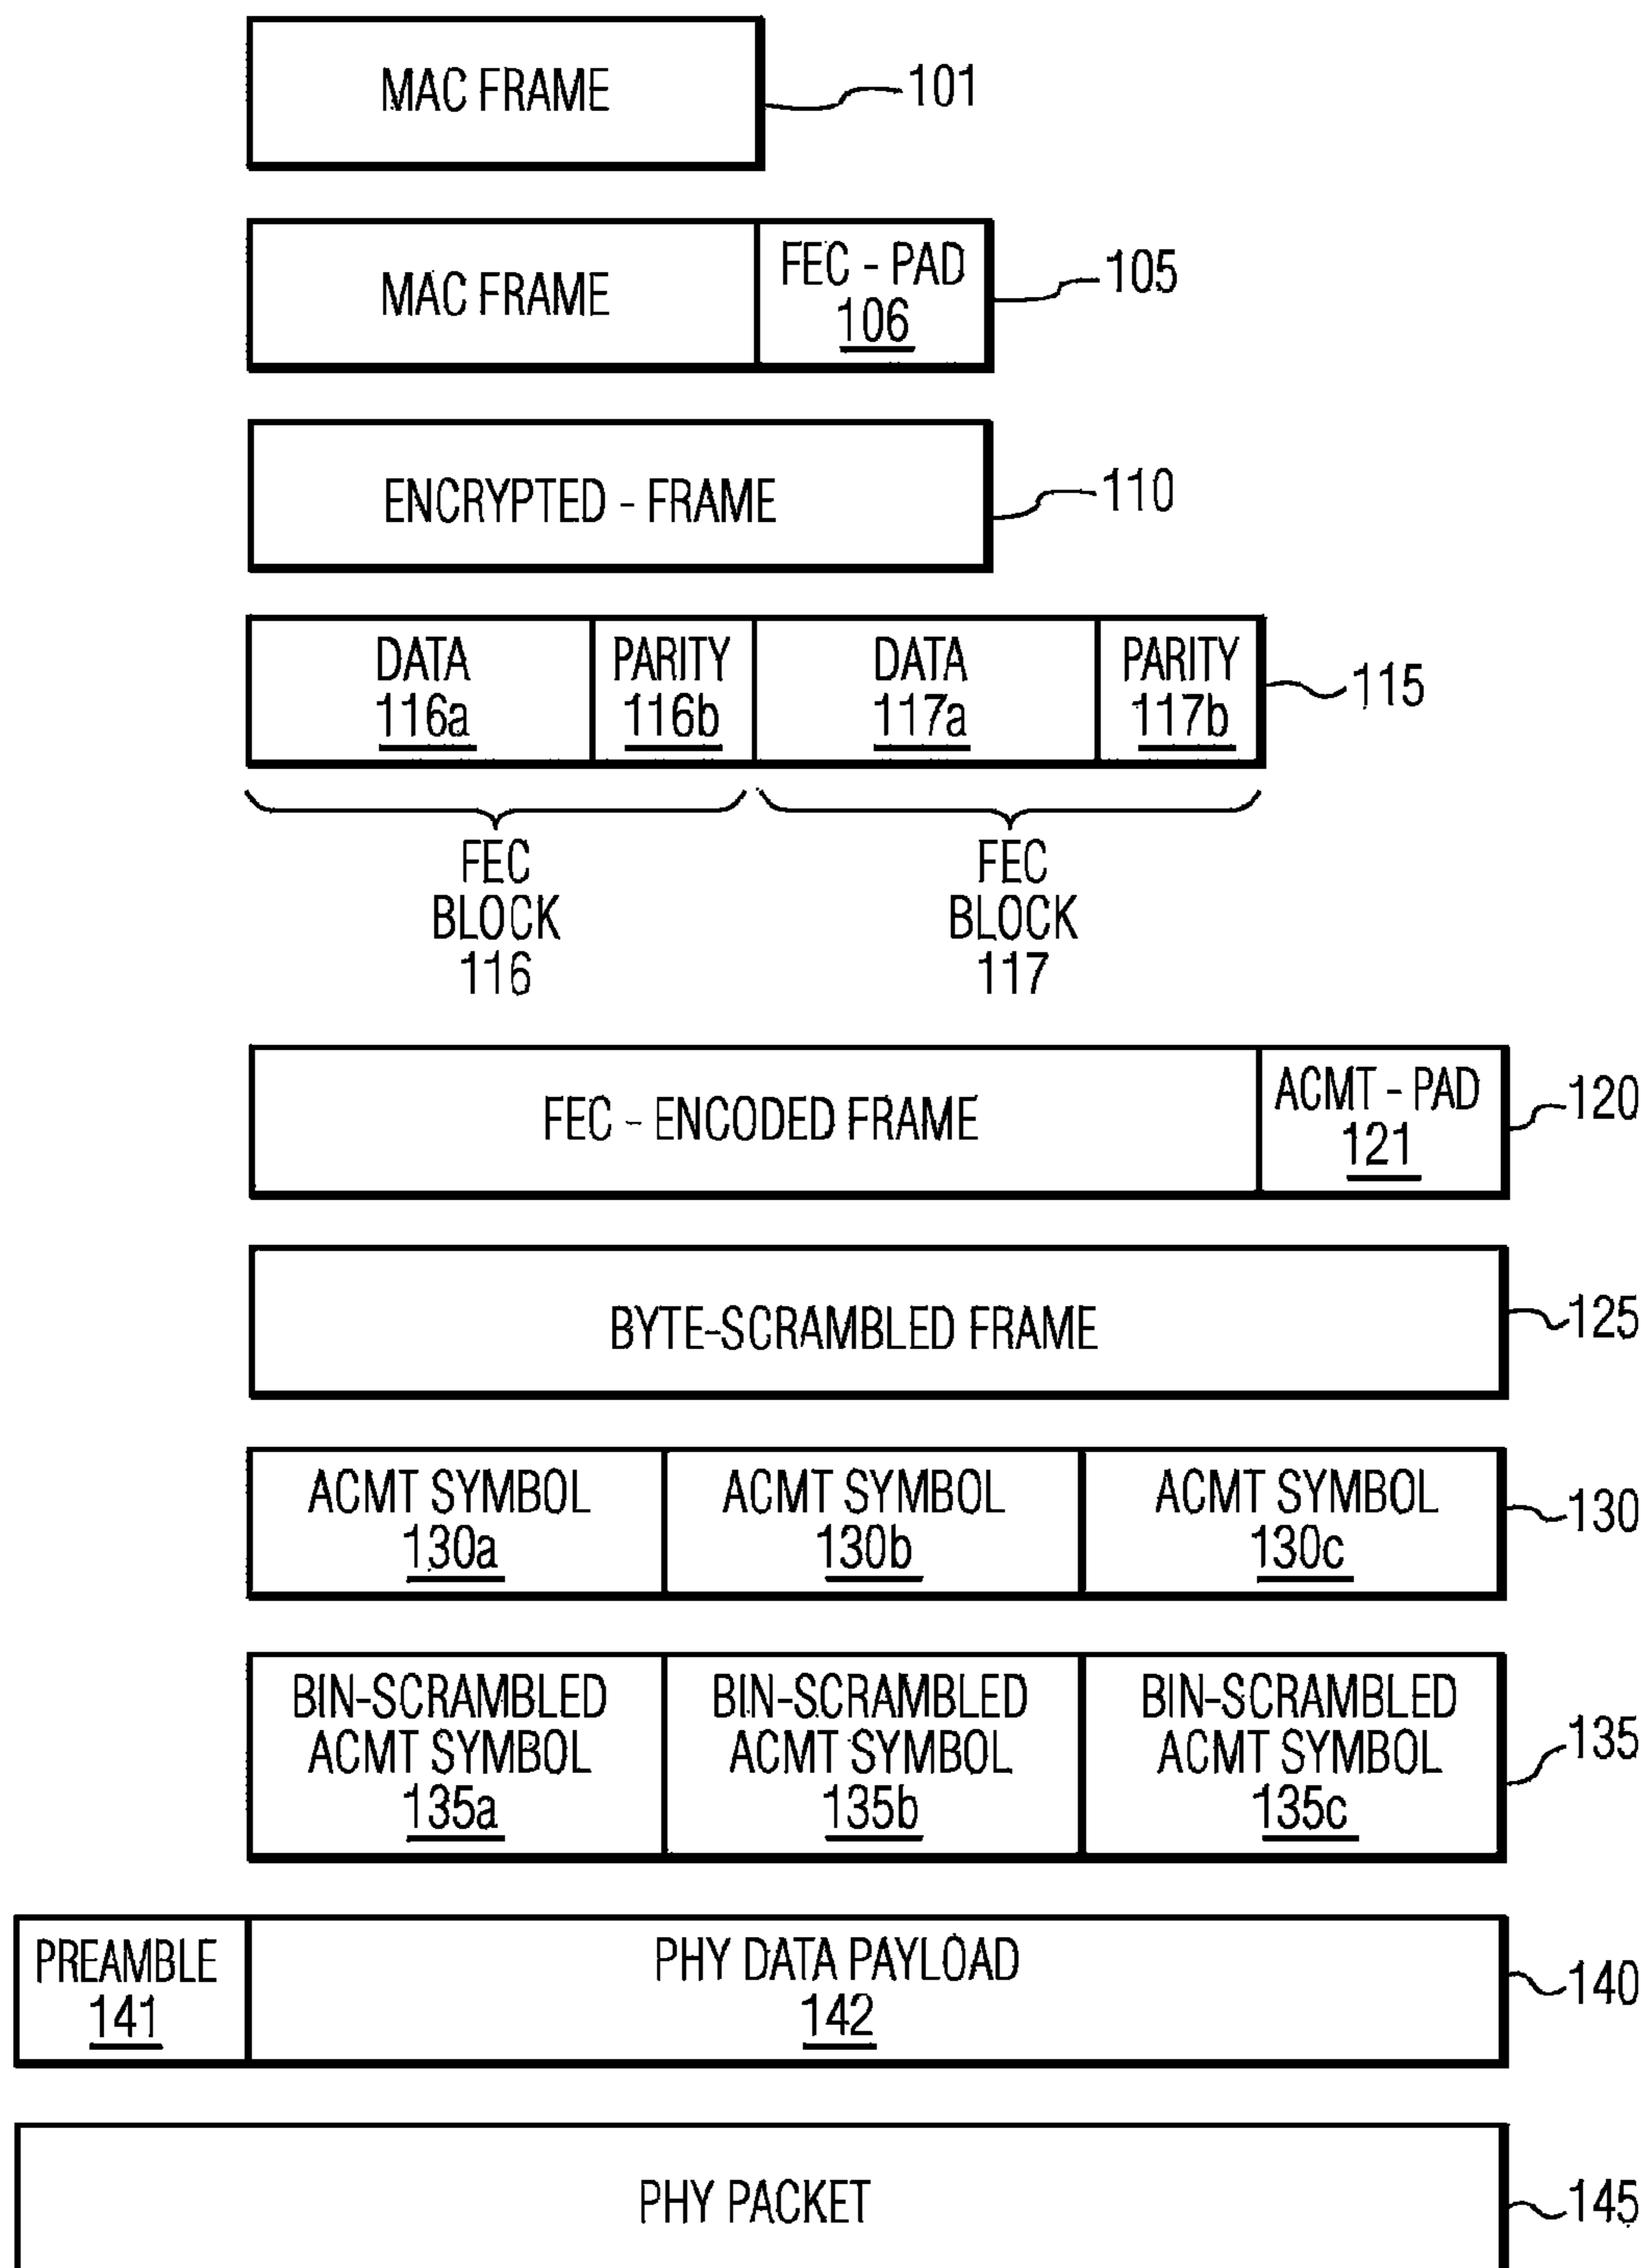 MAC FRAME
101
MAC FRAME
FEC - PAD
106
105
ENCRYPTED - FRAME
110
DATA
116a
PARITY
116b
DATA
117a
PARITY
117b
115
FEC
BLOCK
116
FEC
BLOCK
117
FEC - ENCODED FRAME
ACMT - PAD
121
120
BYTE-SCRAMBLED FRAME
125
ACMT SYMBOL
130a
ACMT SYMBOL
130b
ACMT SYMBOL
130c
130
BIN-SCRAMBLED
ACMT SYMBOL
135a
BIN-SCRAMBLED
ACMT SYMBOL
135b
BIN-SCRAMBLED
ACMT SYMBOL
135c
135
PREAMBLE
141
PHY DATA PAYLOAD
142
140
PHY PACKET
145